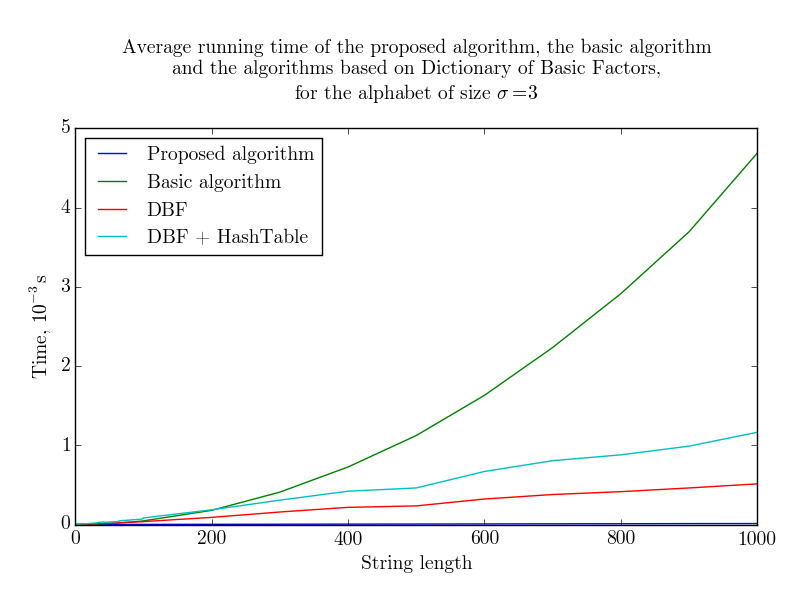 Average running time of the proposed algorithm, the basic algorithm
and the algorithms based on Dictionary of Basic Factors,
for the alphabet of size σ=3
Proposed algorithm
Basic algorithm
DBF
DBF + HashTable
Time, 10⁻³s
5
4
3
2
1
0
0 200 400 600 800 1000
String length